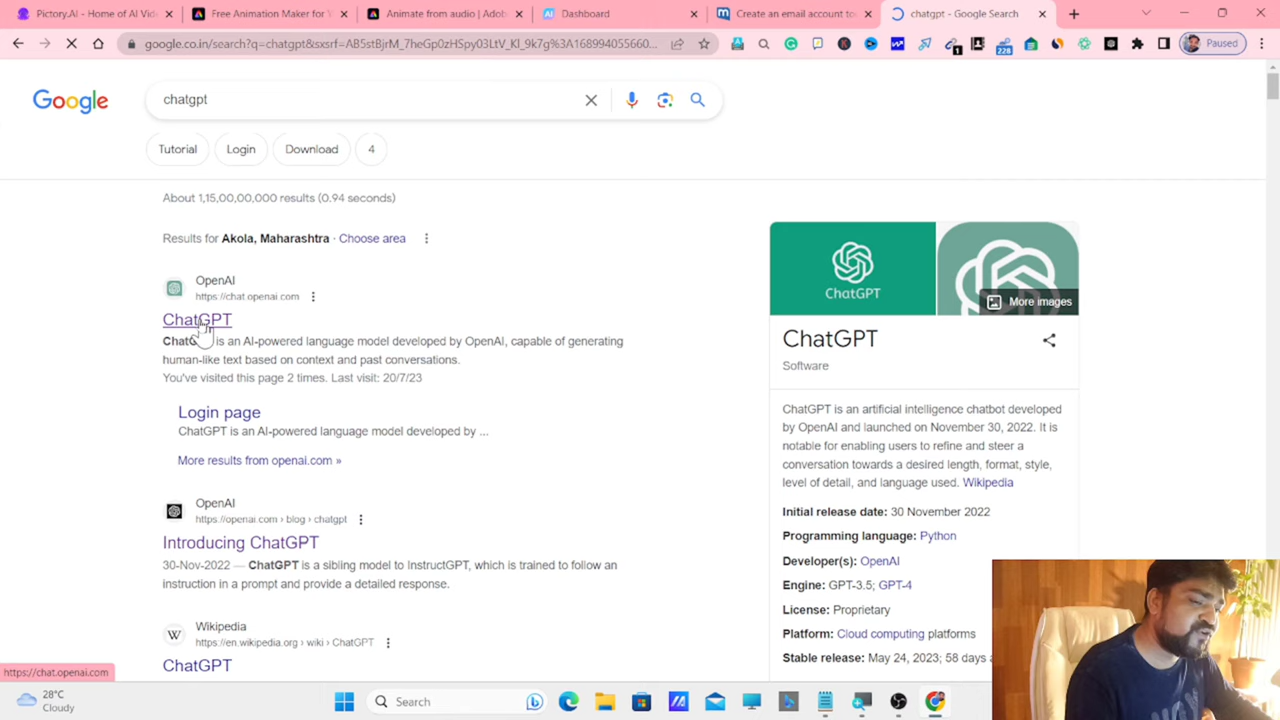 Pictory.AI - Home of AI Vide
Free Animation Maker for V
Animate from audio | Adob
Dashboard
Create an email account to
chatgpt - Google Search
google.co.in/search?q=chatgpt&sxsrf=AB5stBjrM_7heGp0zHSpy03LtV_Kl_9k7g%3A168994055660...
1
228
Paused
Google
chatgpt
Tutorial
Login
Download
4
About 1,15,00,00,000 results (0.94 seconds)
Results for Akola, Maharashtra · Choose area
OpenAI
https://chat.openai.com
ChatGPT
is an AI-powered language model developed by OpenAI, capable of generating
human-like text based on context and past conversations.
You've visited this page 2 times. Last visit: 20/7/23
Login page
ChatGPT is an AI-powered language model developed by ...
More results from openai.com »
OpenAI
https://openai.com › blog › chatgpt
Introducing ChatGPT
30-Nov-2022 — ChatGPT is a sibling model to InstructGPT, which is trained to follow an
instruction in a prompt and provide a detailed response.
Wikipedia
https://en.wikipedia.org › wiki › ChatGPT
ChatGPT
ChatGPT
More images
ChatGPT
Software
ChatGPT is an artificial intelligence chatbot developed
by OpenAI and launched on November 30, 2022. It is
notable for enabling users to refine and steer a
conversation towards a desired length, format, style,
level of detail, and language used. Wikipedia
Initial release date: 30 November 2022
Programming language: Python
Developer(s): OpenAI
Engine: GPT-3.5; GPT-4
License: Proprietary
Platform: Cloud computing platforms
Stable release: May 24, 2023; 58 days
https://chat.openai.com
28°C
Cloudy
Search